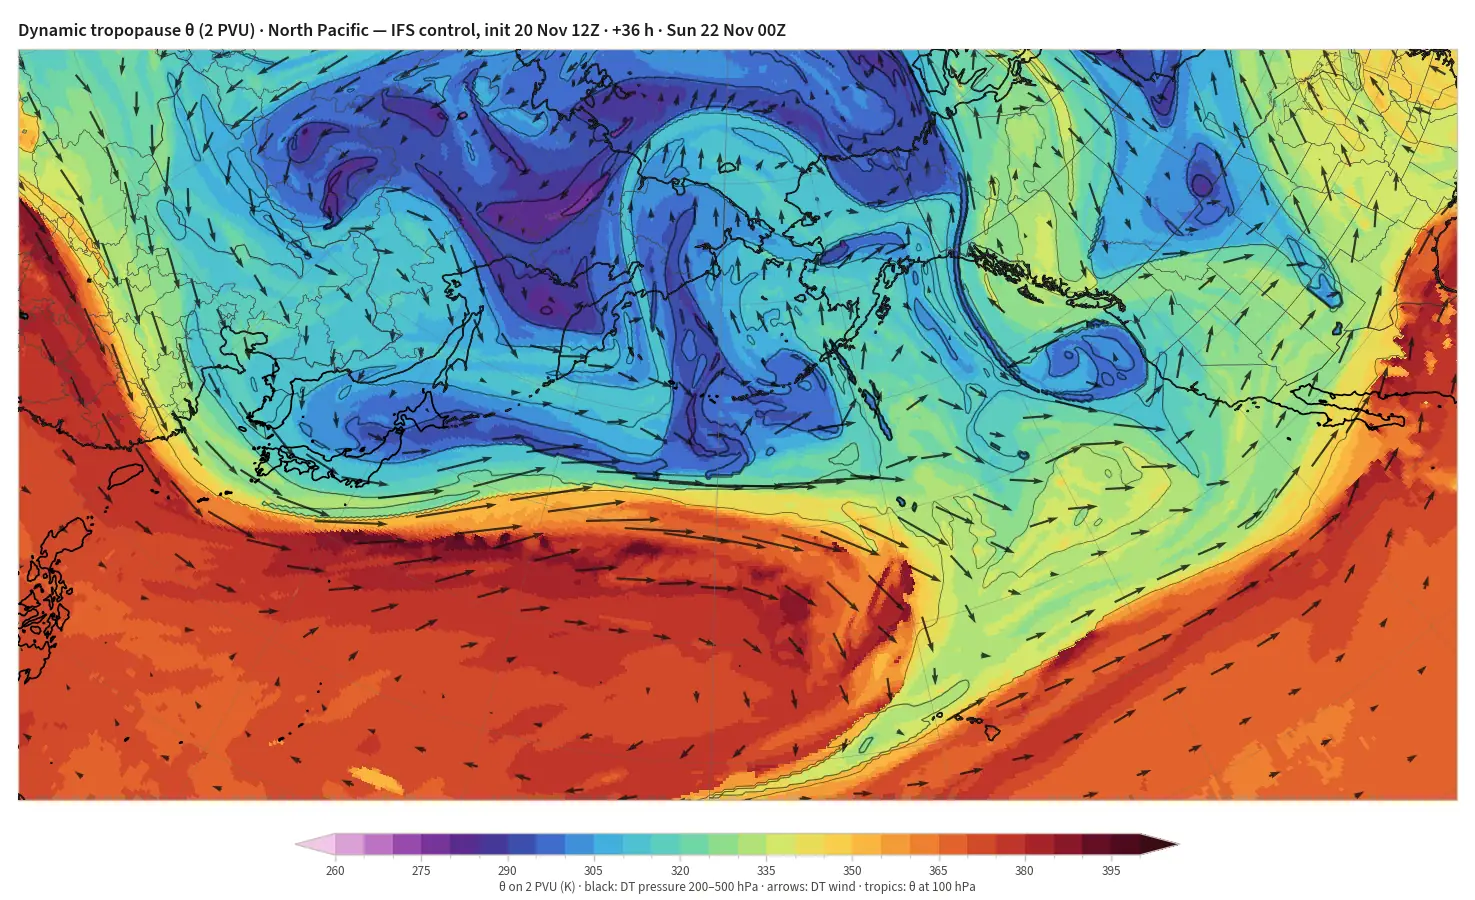 Dynamic tropopause θ (2 PVU) · North Pacific — IFS control, init 20 Nov 12Z · +36 h · Sun 22 Nov 00Z
260 275 290 305 320 335 350 365 380 395
θ on 2 PVU (K) · black: DT pressure 200–500 hPa · arrows: DT wind · tropics: θ at 100 hPa